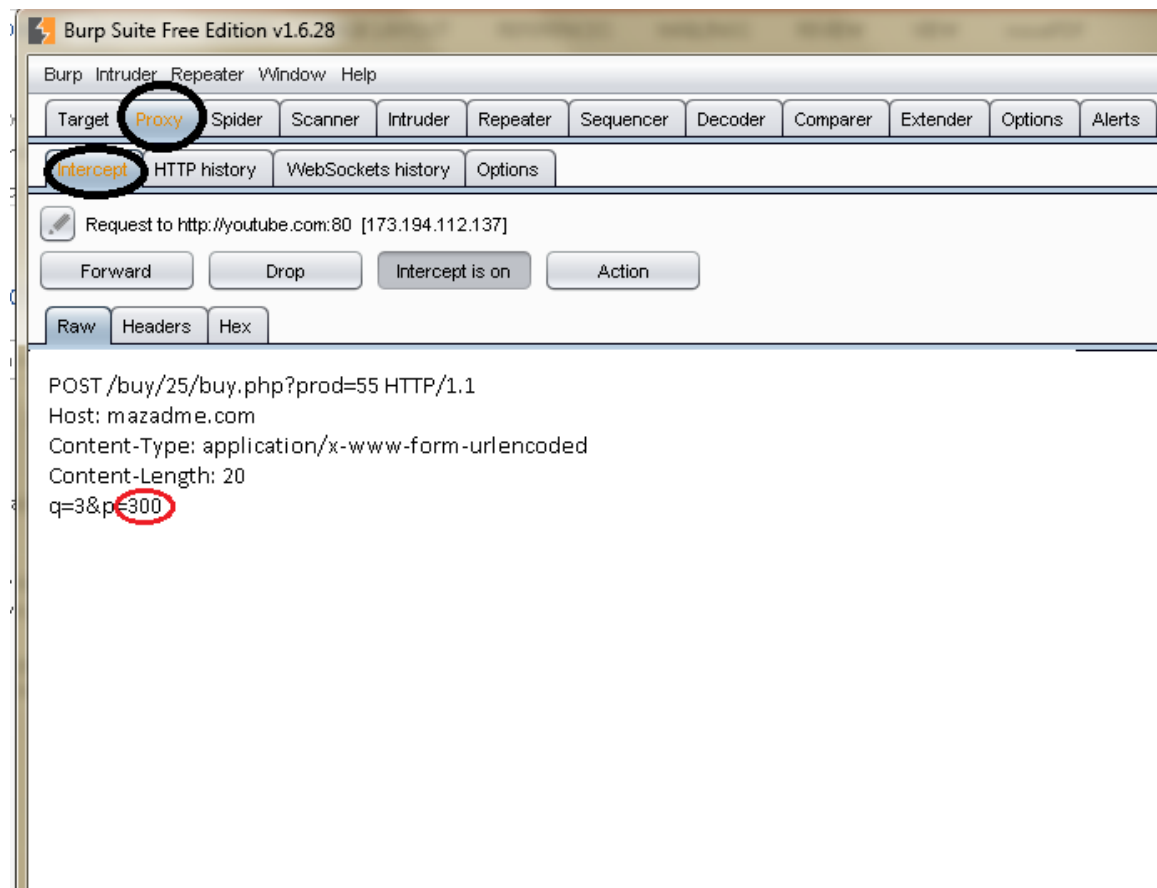 Burp Suite Free Edition v1.6.28
Burp Intruder Repeater Window Help
Target Proxy Spider Scanner Intruder Repeater Sequencer Decoder Comparer Extender Options Alerts
Intercept HTTP history WebSockets history Options
Request to http://youtube.com:80 [173.194.112.137]
Forward Drop Intercept is on Action
Raw Headers Hex
POST /buy/25/buy.php?prod=55 HTTP/1.1
Host: mazadme.com
Content-Type: application/x-www-form-urlencoded
Content-Length: 20
q=3&p=300